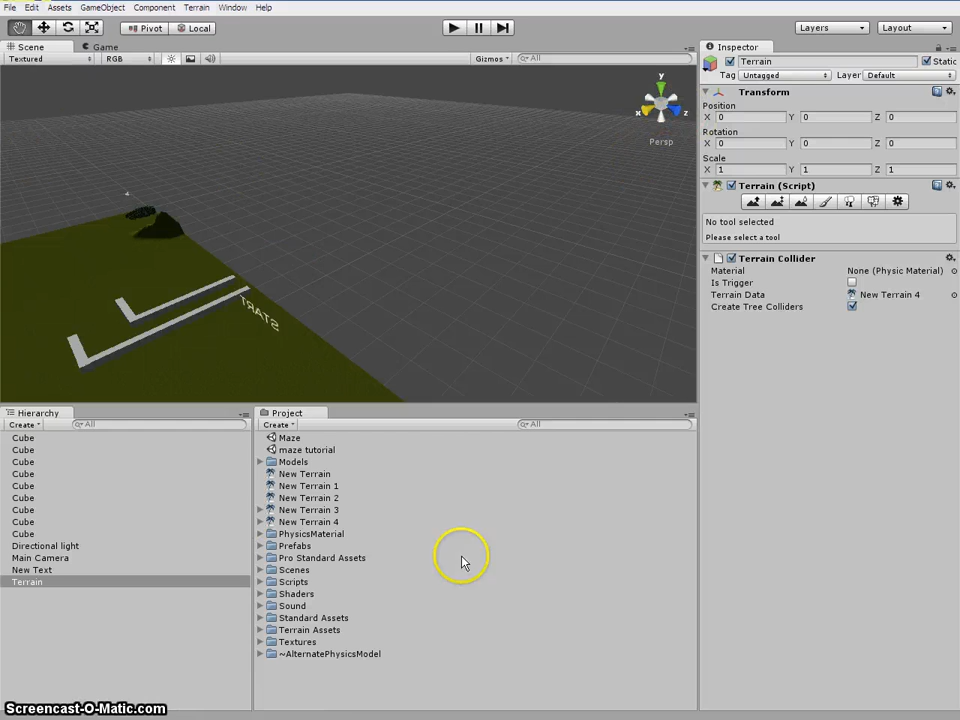 File Edit Assets GameObject Component Terrain Window Help
Pivot Local Layers Layout
Scene Game Inspector
Textured RGB Gizmos All
Terrain Static
Tag Untagged Layer Default
Transform
Position
X 0 Y 0 Z 0
Rotation
X 0 Y 0 Z 0
Scale
X 1 Y 1 Z 1
Terrain (Script)
No tool selected
Please select a tool
Terrain Collider
Material None (Physic Material)
Is Trigger
Terrain Data New Terrain 4
Create Tree Colliders
y
x z
Persp
START
Hierarchy
Create All
Cube
Cube
Cube
Cube
Cube
Cube
Cube
Cube
Cube
Directional light
Main Camera
New Text
Terrain
Project
Create All
Maze
maze tutorial
Models
New Terrain
New Terrain 1
New Terrain 2
New Terrain 3
New Terrain 4
PhysicsMaterial
Prefabs
Pro Standard Assets
Scenes
Scripts
Shaders
Sound
Standard Assets
Terrain Assets
Textures
~AlternatePhysicsModel
Screencast-O-Matic.com